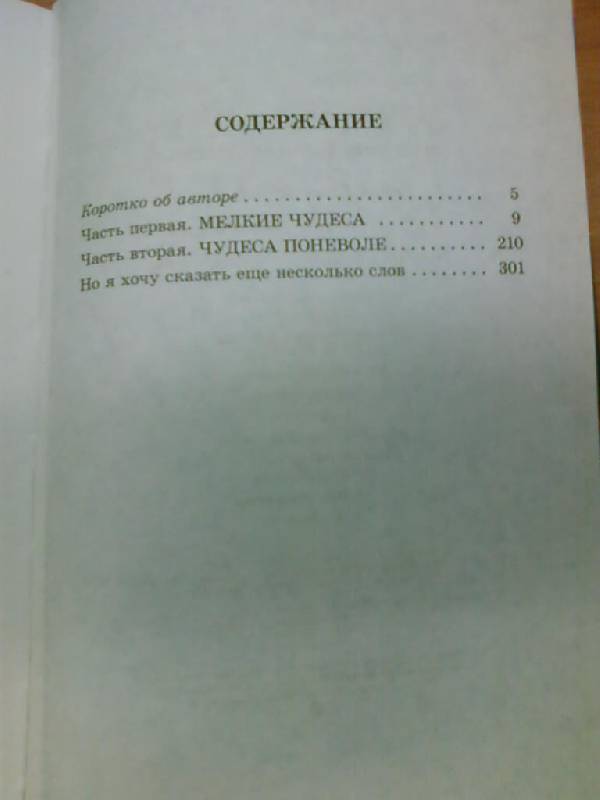 СОДЕРЖАНИЕ
Коротко об авторе . . . . . . . . . . . . . . . . . . . . . . . . 5
Часть первая. МЕЛКИЕ ЧУДЕСА . . . . . . . . . . . 9
Часть вторая. ЧУДЕСА ПОНЕВОЛЕ . . . . . . . . . . 210
Но я хочу сказать еще несколько слов . . . . . . . . 301